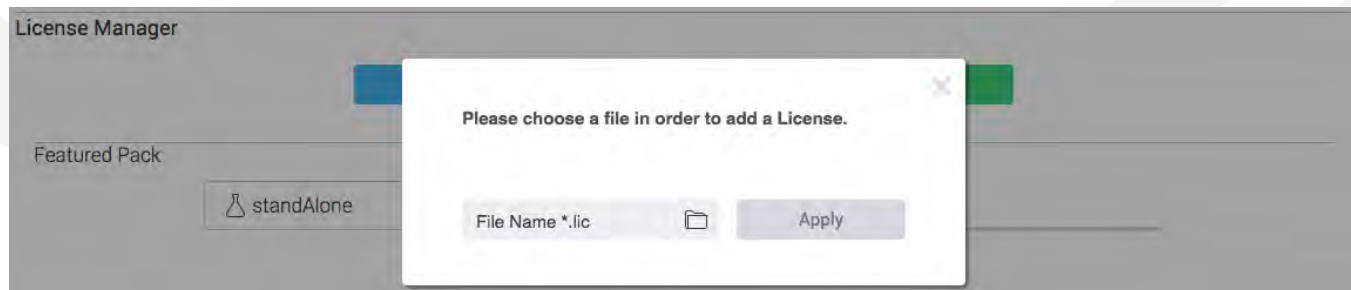 License Manager
Please choose a file in order to add a License.
Featured Pack
standAlone
File Name *.lic
Apply